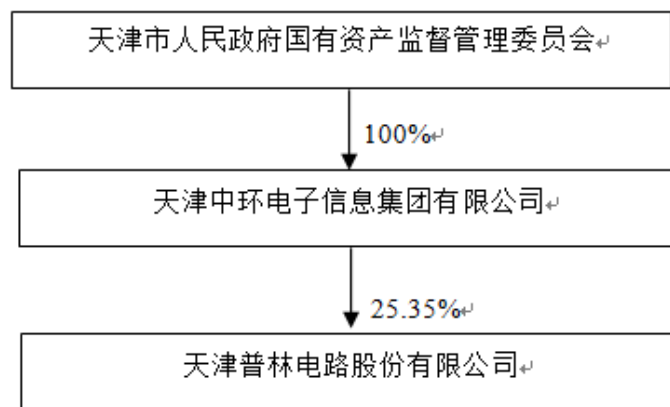 天津市人民政府国有资产监督管理委员会
100%
天津中环电子信息集团有限公司
25.35%
天津普林电路股份有限公司